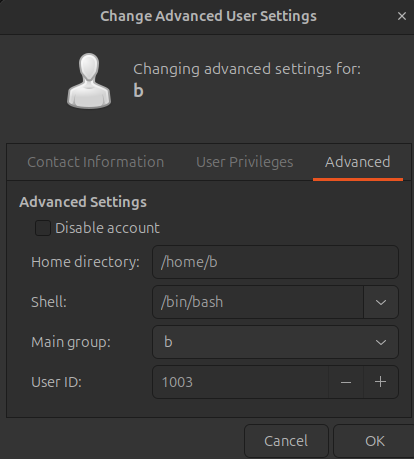 Change Advanced User Settings
Changing advanced settings for:
b
Contact Information User Privileges Advanced
Advanced Settings
Disable account
Home directory: /home/b
Shell: /bin/bash
Main group: b
User ID: 1003
Cancel OK